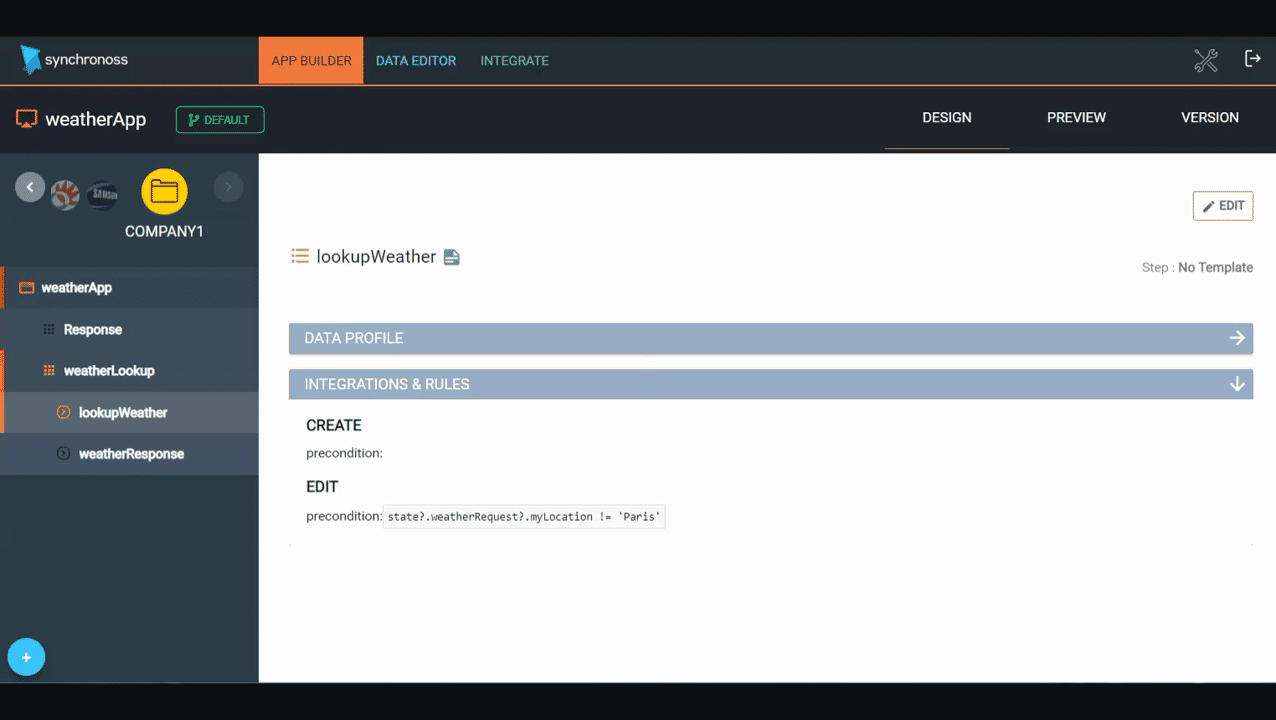 synchronoss
APP BUILDER
DATA EDITOR
INTEGRATE
weatherApp
DEFAULT
DESIGN
PREVIEW
VERSION
SAMSUNG
COMPANY1
weatherApp
Response
weatherLookup
lookupWeather
weatherResponse
EDIT
lookupWeather
Step : No Template
DATA PROFILE
INTEGRATIONS & RULES
CREATE
precondition:
EDIT
precondition: state?.weatherRequest?.myLocation != 'Paris'